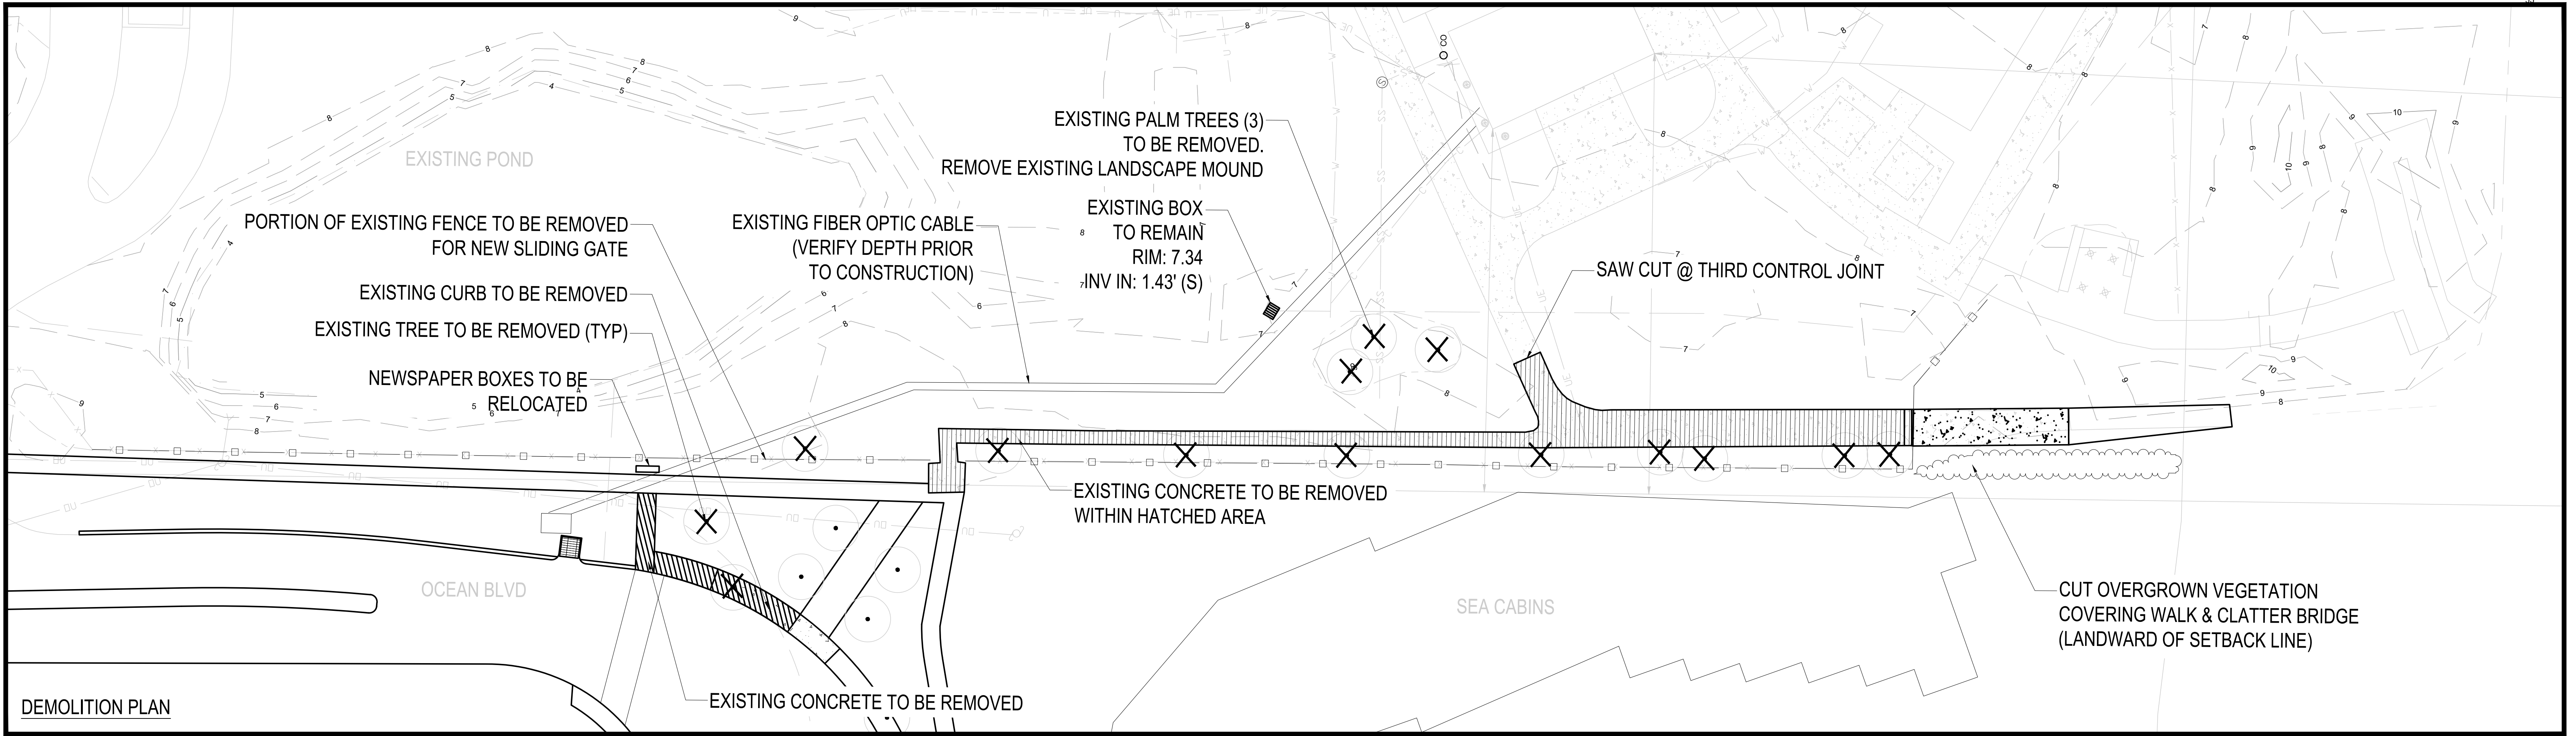 EXISTING POND
PORTION OF EXISTING FENCE TO BE REMOVED
FOR NEW SLIDING GATE
EXISTING CURB TO BE REMOVED
EXISTING TREE TO BE REMOVED (TYP)
NEWSPAPER BOXES TO BE
RELOCATED
EXISTING FIBER OPTIC CABLE
(VERIFY DEPTH PRIOR
TO CONSTRUCTION)
EXISTING PALM TREES (3)
TO BE REMOVED.
REMOVE EXISTING LANDSCAPE MOUND
EXISTING BOX
TO REMAIN
RIM: 7.34
INV IN: 1.43' (S)
CO
SAW CUT @ THIRD CONTROL JOINT
EXISTING CONCRETE TO BE REMOVED
WITHIN HATCHED AREA
OCEAN BLVD
SEA CABINS
CUT OVERGROWN VEGETATION
COVERING WALK & CLATTER BRIDGE
(LANDWARD OF SETBACK LINE)
EXISTING CONCRETE TO BE REMOVED
DEMOLITION PLAN